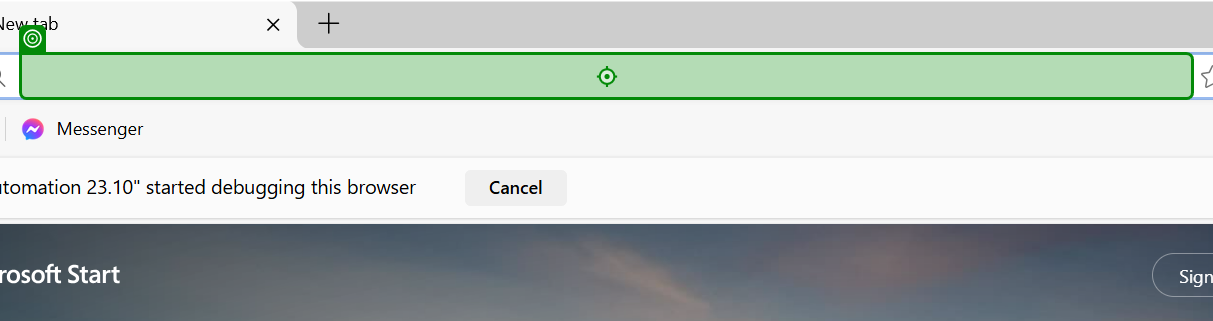 New tab
Messenger
utomation 23.10" started debugging this browser
Cancel
rosoft Start
Sign